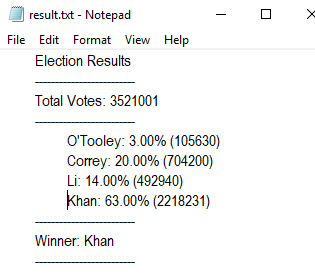 result.txt - Notepad
File Edit Format View Help
Election Results
-------------------------
Total Votes: 3521001
-------------------------
O'Tooley: 3.00% (105630)
Correy: 20.00% (704200)
Li: 14.00% (492940)
Khan: 63.00% (2218231)
-------------------------
Winner: Khan
-------------------------